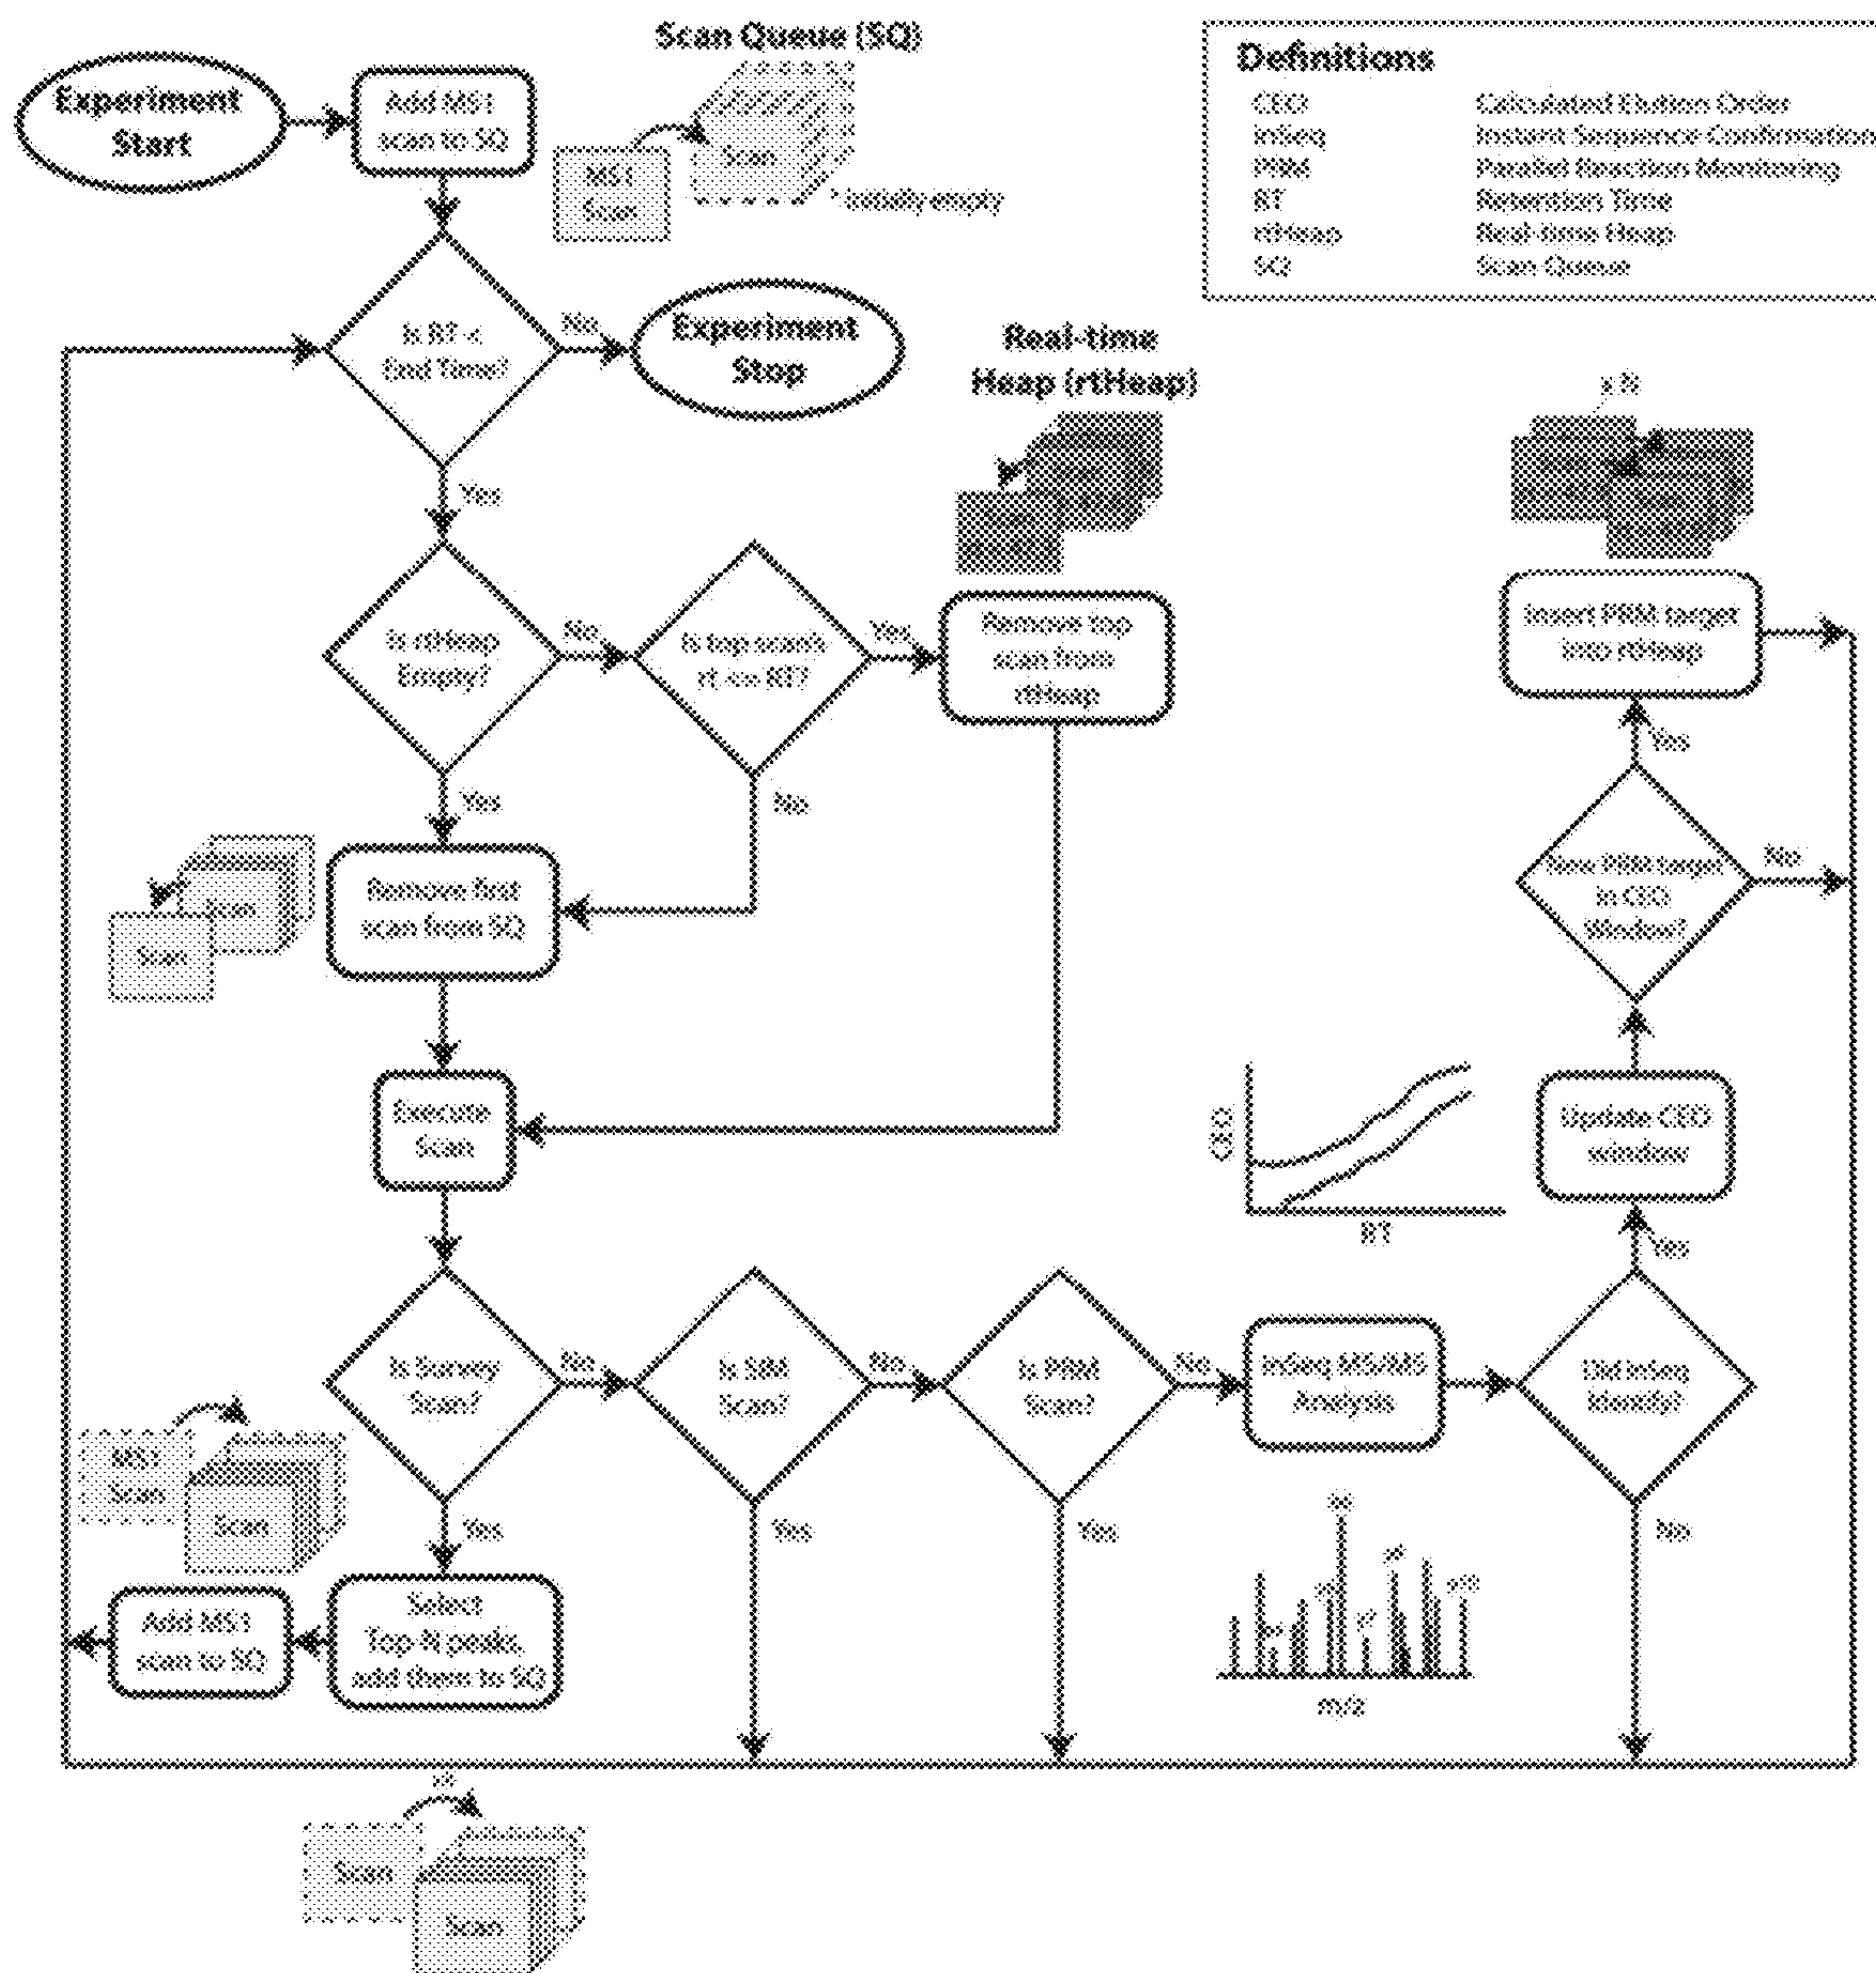 Scan Queue (SQ)
Experiment
Start
Add MS1
scan to SQ
MS1
Scan
Scan
* Initially empty
Definitions
CEO Calculated Elution Order
inSeq Instant Sequence Confirmation
PRM Parallel Reaction Monitoring
RT Retention Time
rtHeap Real-time Heap
SQ Scan Queue
Is RT <
End Time?
No
Experiment
Stop
Real-time
Heap (rtHeap)
x N
Yes
Is rtHeap
Empty?
No
Is top scan's
rt <= RT?
Yes
Remove top
scan from
rtHeap
Insert PRM target
into rtHeap
Yes
Yes
No
Remove first
scan from SQ
Scan
Scan
New PRM target
in CEO
Window?
No
Execute
Scan
CEO
RT
Update CEO
window
Yes
Is Survey
Scan?
No
Is SIM
Scan?
No
Is PRM
Scan?
No
inSeq MS/MS
Analysis
Did inSeq
Identify?
MS1
Scan
Scan
Yes
Yes
Yes
No
Add MS1
scan to SQ
Select
Top-N peaks,
add them to SQ
m/z
Scan
Scan